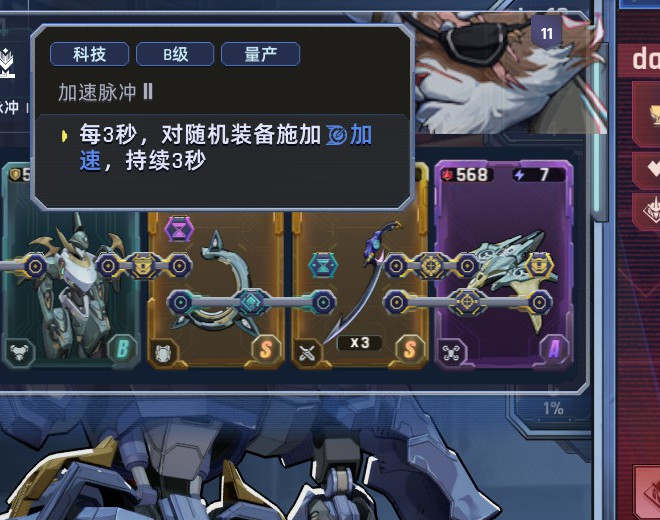 11
科技 B级 量产
加速脉冲 II
冲
每3秒，对随机装备施加加
速，持续3秒
568 7
x3
B S S A
1%